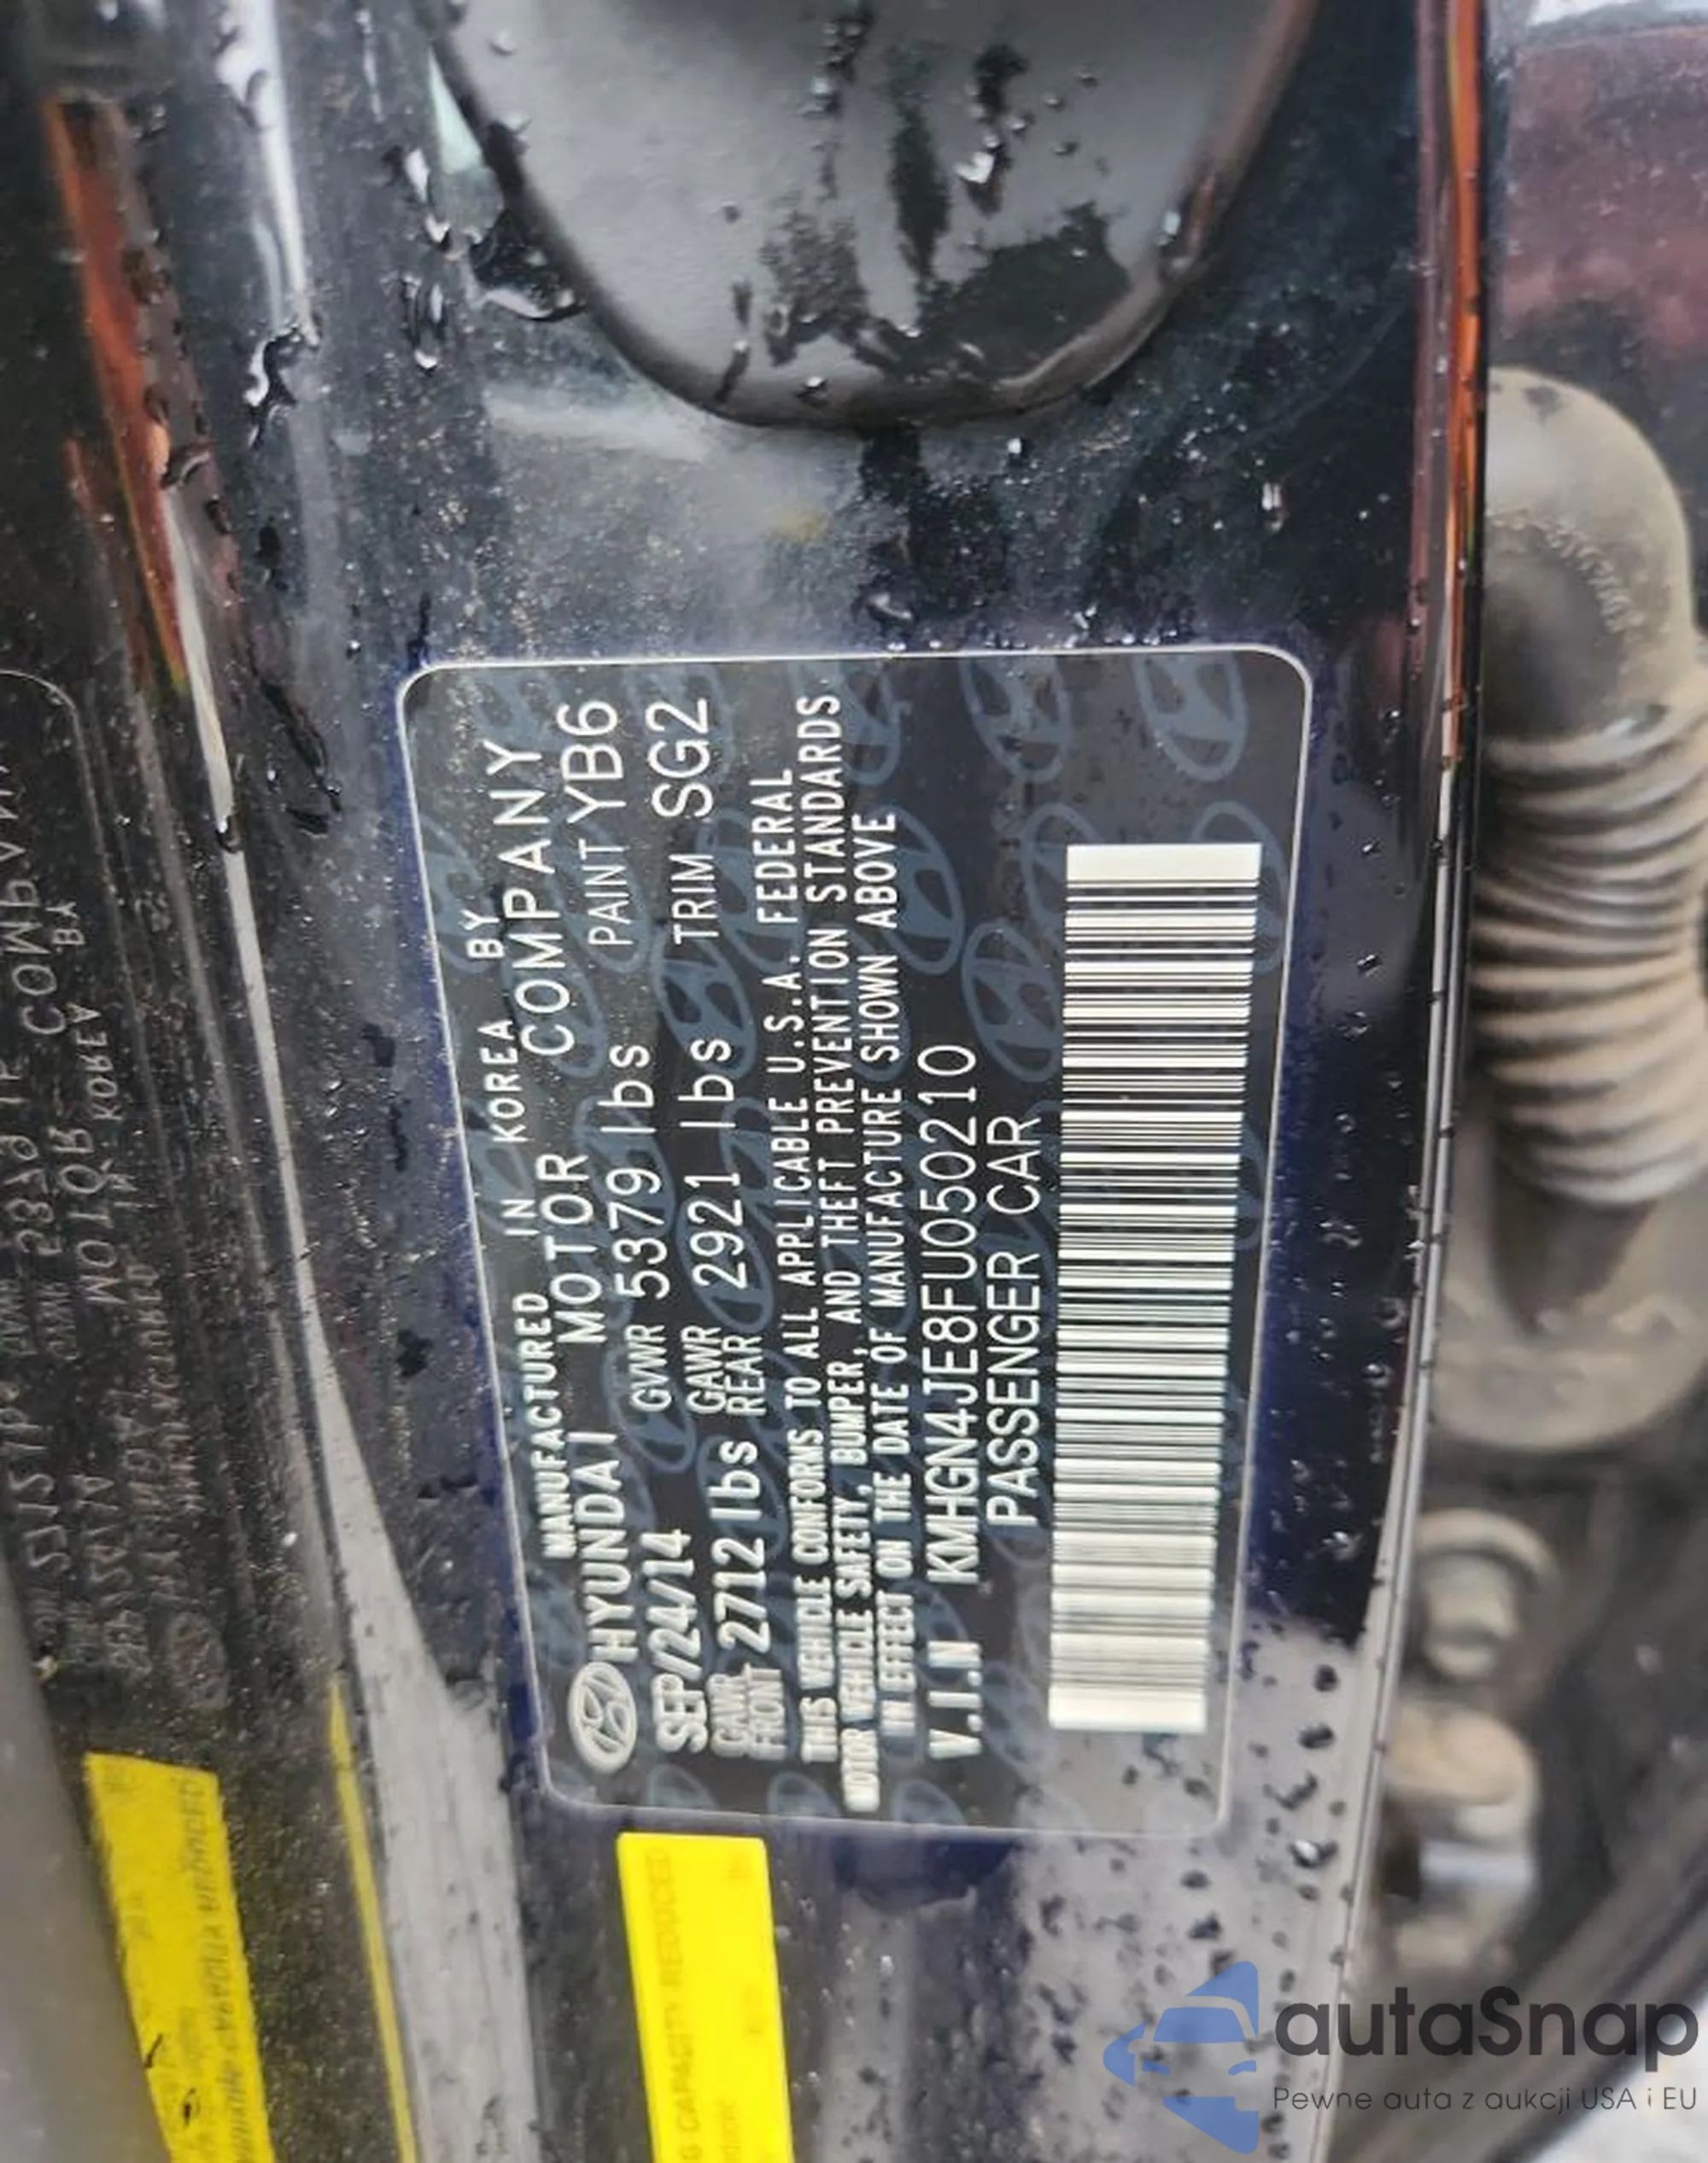 MANUFACTURED IN KOREA BY
HYUNDAI MOTOR COMPANY
SEP/24/14 GVWR 5379 lbs PAINT YB6
GAWR FRONT 2712 lbs GAWR REAR 2921 lbs TRIM SG2
THIS VEHICLE CONFORMS TO ALL APPLICABLE U.S.A. FEDERAL
MOTOR VEHICLE SAFETY, BUMPER, AND THEFT PREVENTION STANDARDS
IN EFFECT ON THE DATE OF MANUFACTURE SHOWN ABOVE
V.I.N KMHGN4JE8FU050210
PASSENGER CAR
CAPACITY REDUCED
autaSnap
Pewne auta z aukcji USA i EU